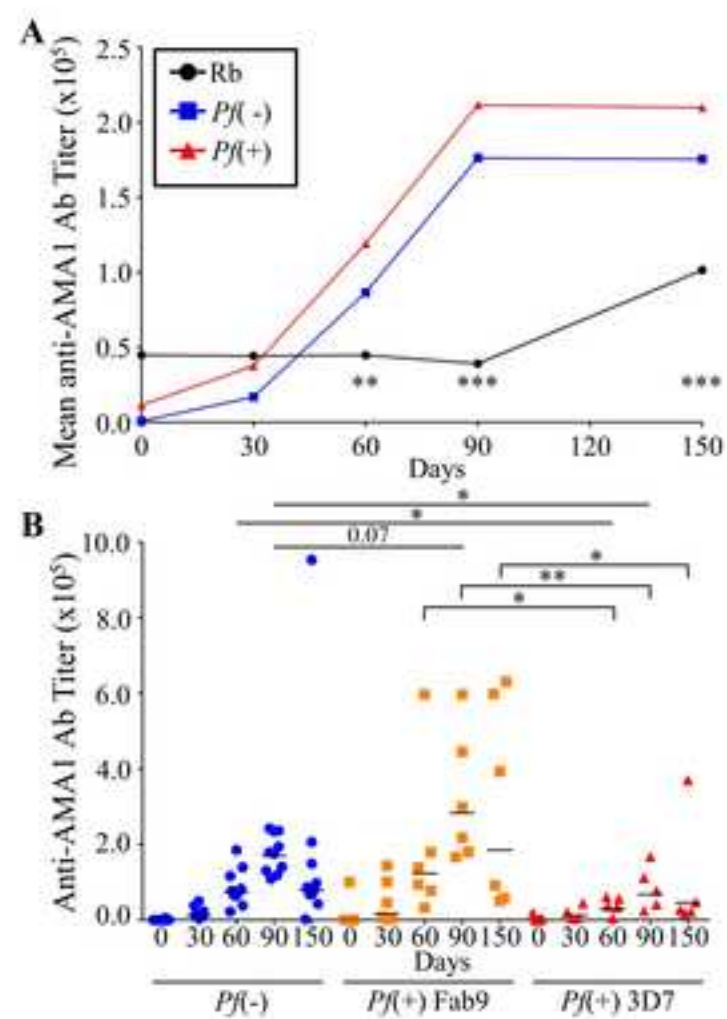 A
Mean anti-AMA1 Ab Titer (x10⁵)
2.5
2.0
1.5
1.0
0.5
0.0
Rb
Pf( -)
Pf(+)
** *** ***
0 30 60 90 120 150
Days
B
*
*
0.07
*
**
*
Anti-AMA1 Ab Titer (x10⁵)
10.0
8.0
6.0
4.0
2.0
0.0
0 30 60 90 150 0 30 60 90 150 0 30 60 90 150
Days
Pf(-) Pf(+) Fab9 Pf(+) 3D7